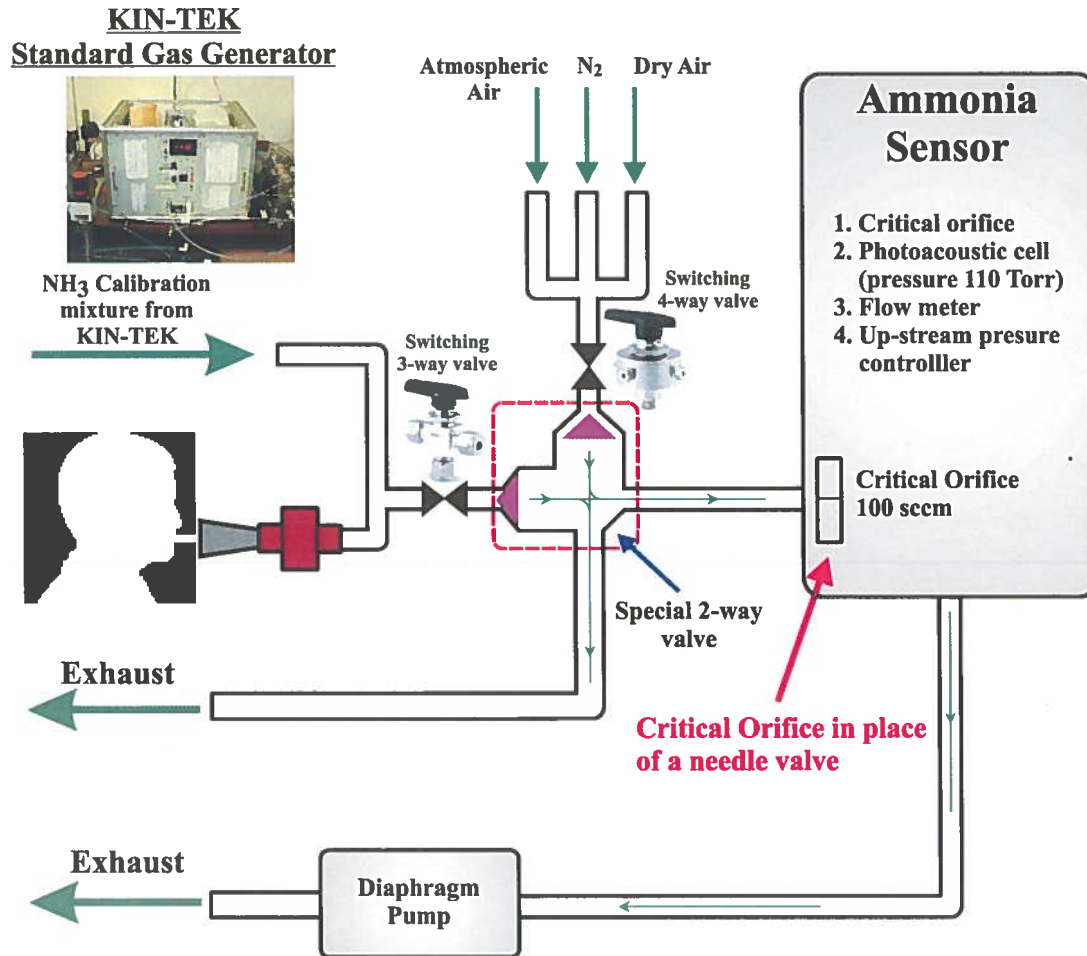 KIN-TEK
Standard Gas Generator
Atmospheric
Air
N2
Dry Air
Ammonia
Sensor
1. Critical orifice
2. Photoacoustic cell
(pressure 110 Torr)
3. Flow meter
4. Up-stream presure
controlller
NH3 Calibration
mixture from
KIN-TEK
Switching
3-way valve
Switching
4-way valve
Critical Orifice
100 sccm
Special 2-way
valve
Exhaust
Critical Orifice in place
of a needle valve
Exhaust
Diaphragm
Pump